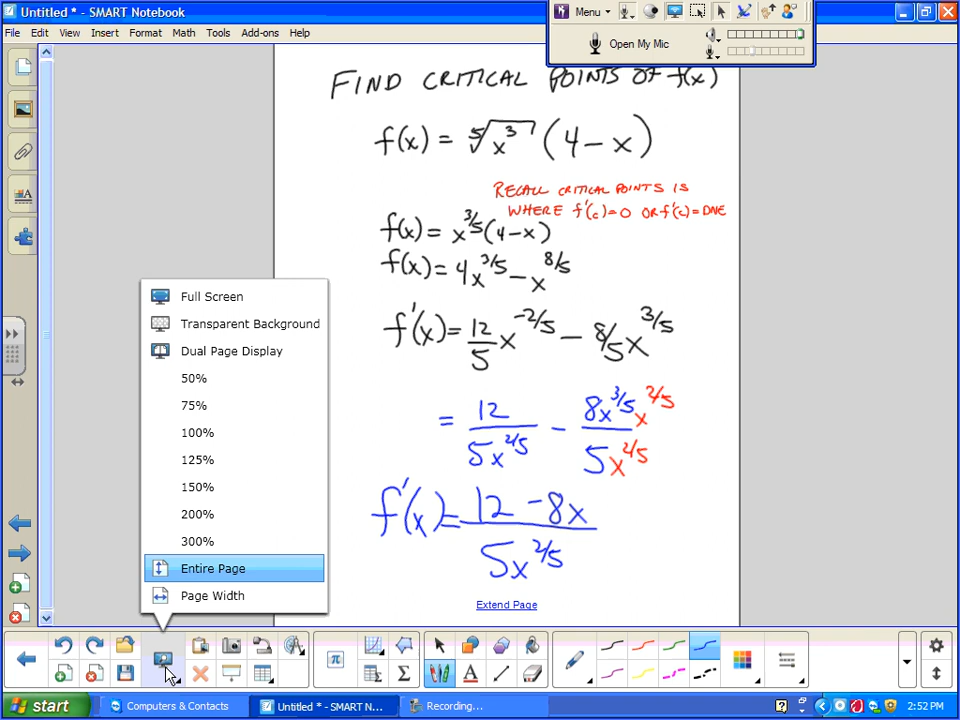 Untitled * - SMART Notebook
Menu
File Edit View Insert Format Math Tools Add-ons Help
Open My Mic
FIND CRITICAL POINTS OF f(x)
f(x) = ⁵√x³ (4 - x)
RECALL CRITICAL POINTS IS
WHERE f'(c)=0 OR f'(c)=DNE
f(x) = x^3/5 (4-x)
f(x) = 4x^3/5 - x^8/5
f'(x) = 12/5 x^-2/5 - 8/5 x^3/5
= 12/5x^2/5 - 8x^3/5 x^2/5 / 5x^2/5
f'(x) = 12 - 8x / 5x^2/5
Extend Page
Full Screen
Transparent Background
Dual Page Display
50%
75%
100%
125%
150%
200%
300%
Entire Page
Page Width
start
Computers & Contacts
Untitled * - SMART N...
Recording...
2:52 PM